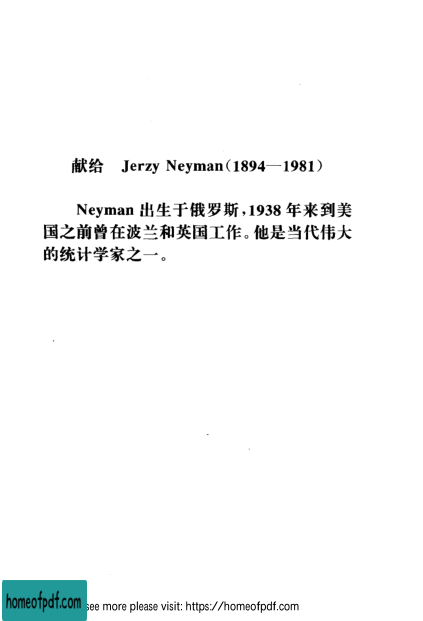 献给 Jerzy Neyman(1894—1981)
Neyman 出生于俄罗斯,1938 年来到美
国之前曾在波兰和英国工作。他是当代伟大
的统计学家之一。
homeofpdf.com
see more please visit: https://homeofpdf.com